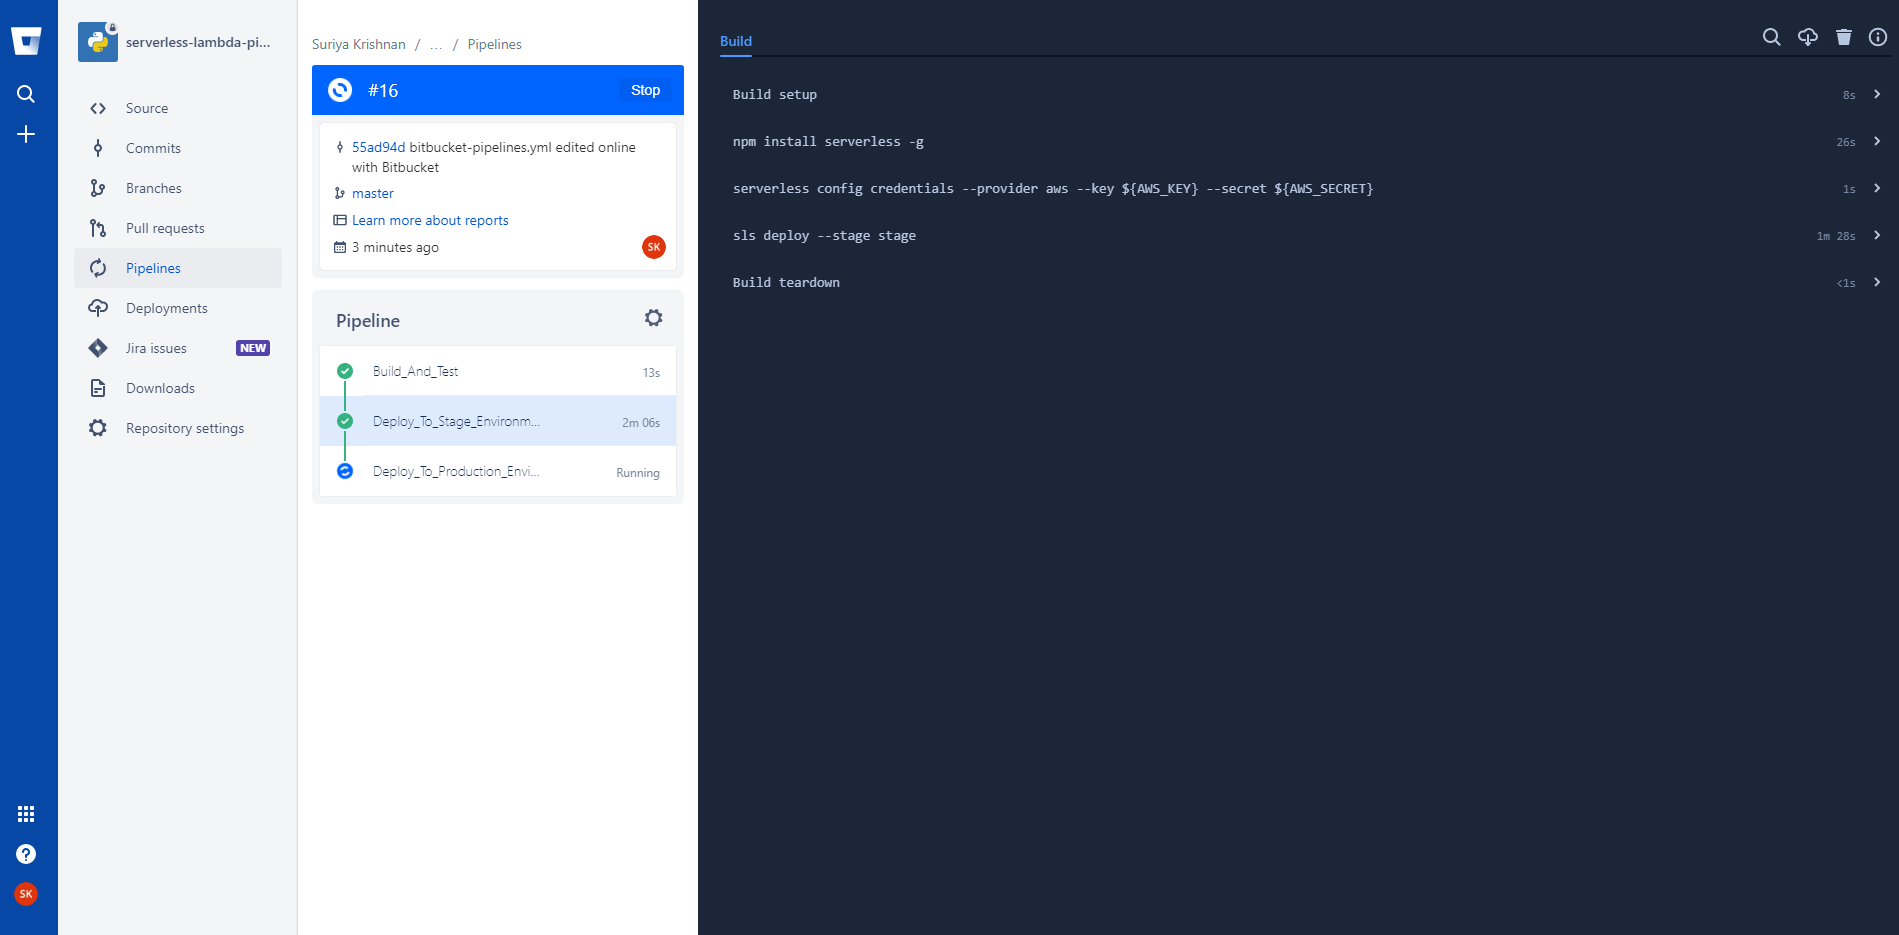 serverless-lambda-pi...
Source
Commits
Branches
Pull requests
Pipelines
Deployments
Jira issues NEW
Downloads
Repository settings
SK
Suriya Krishnan / ... / Pipelines
#16 Stop
55ad94d bitbucket-pipelines.yml edited online
with Bitbucket
master
Learn more about reports
3 minutes ago SK
Pipeline
Build_And_Test 13s
Deploy_To_Stage_Environm... 2m 06s
Deploy_To_Production_Envi... Running
Build
Build setup 8s
npm install serverless -g 26s
serverless config credentials --provider aws --key ${AWS_KEY} --secret ${AWS_SECRET} 1s
sls deploy --stage stage 1m 28s
Build teardown <1s